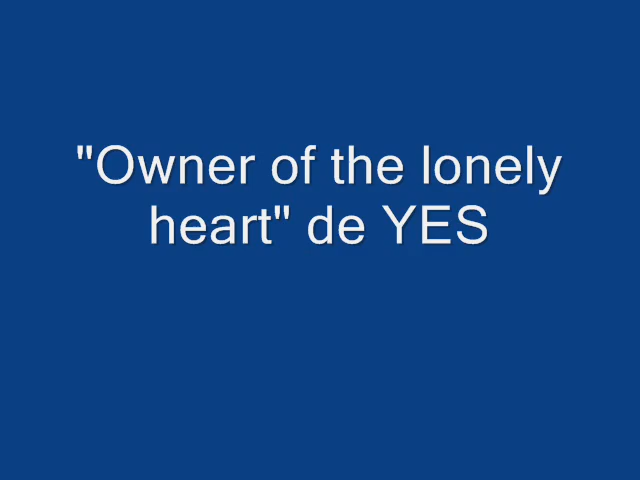 "Owner of the lonely
heart" de YES